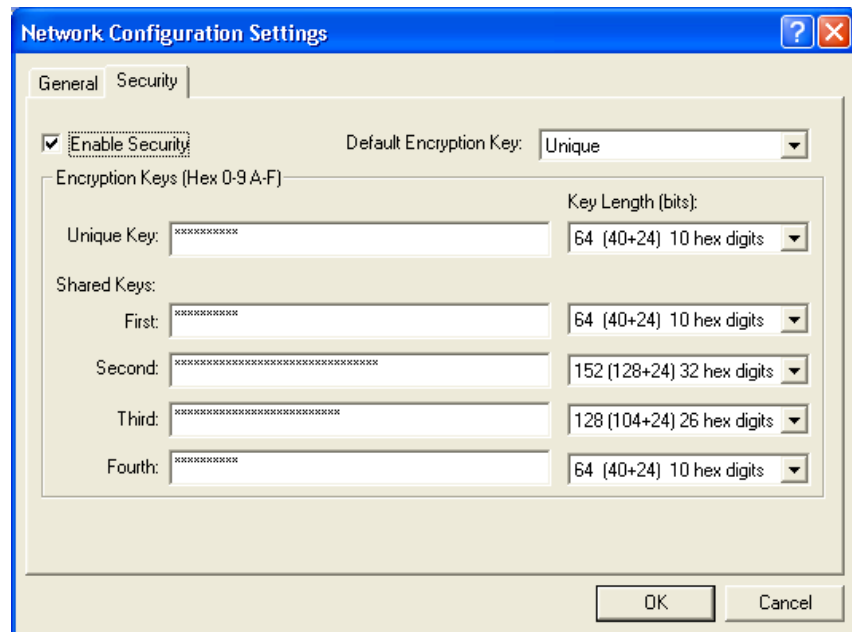 Network Configuration Settings
General Security
Enable Security Default Encryption Key: Unique
Encryption Keys (Hex 0-9 A-F)
Key Length (bits):
Unique Key: ********** 64 (40+24) 10 hex digits
Shared Keys:
First: ********** 64 (40+24) 10 hex digits
Second: ******************************** 152 (128+24) 32 hex digits
Third: ************************** 128 (104+24) 26 hex digits
Fourth: ********** 64 (40+24) 10 hex digits
OK Cancel